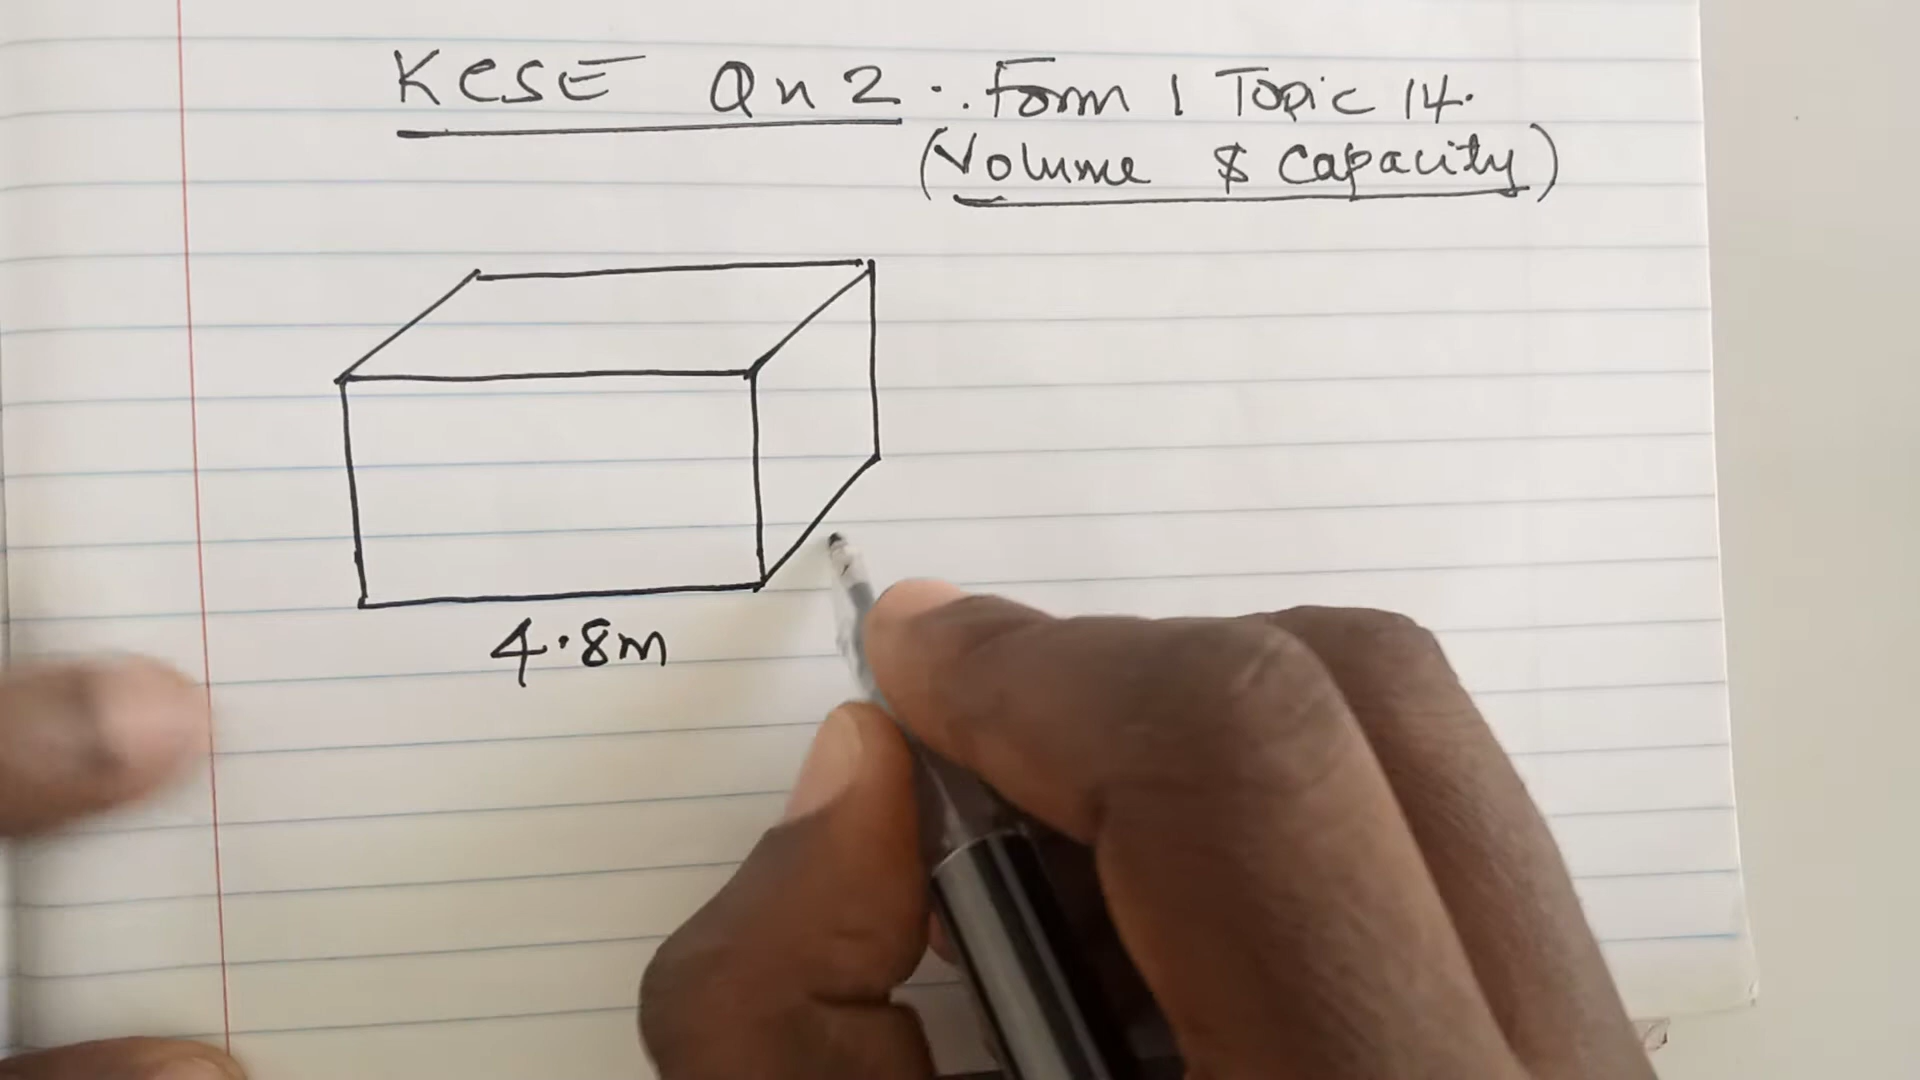 KCSE Qn 2 . . Form 1 Topic 14.
(Volume & Capacity)
4.8m